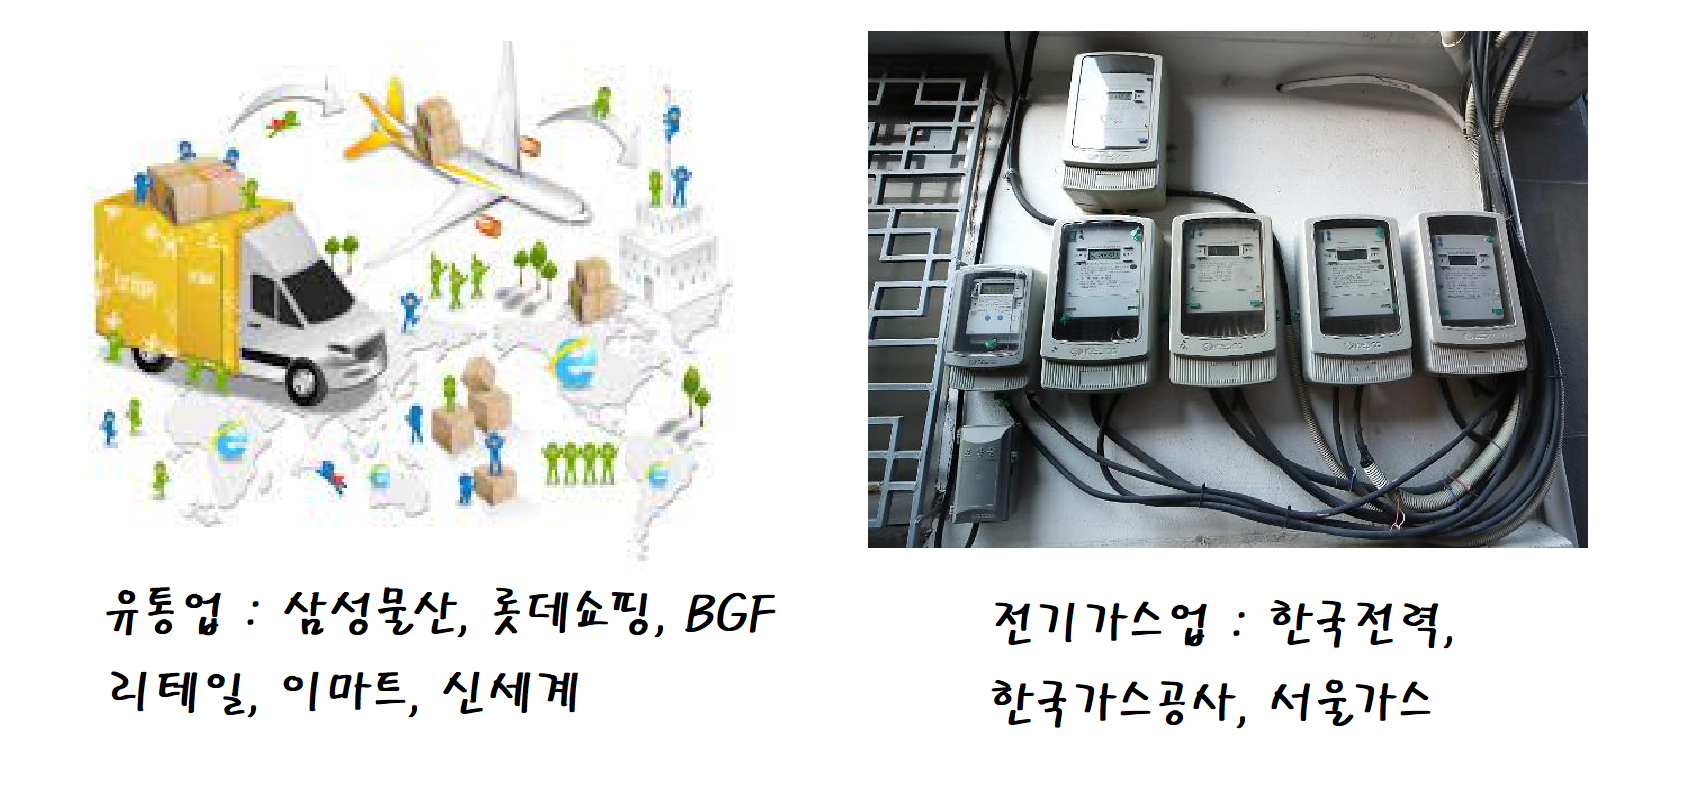 유통업 : 삼성물산, 롯데쇼핑, BGF
리테일, 이마트, 신세계
전기가스업 : 한국전력,
한국가스공사, 서울가스